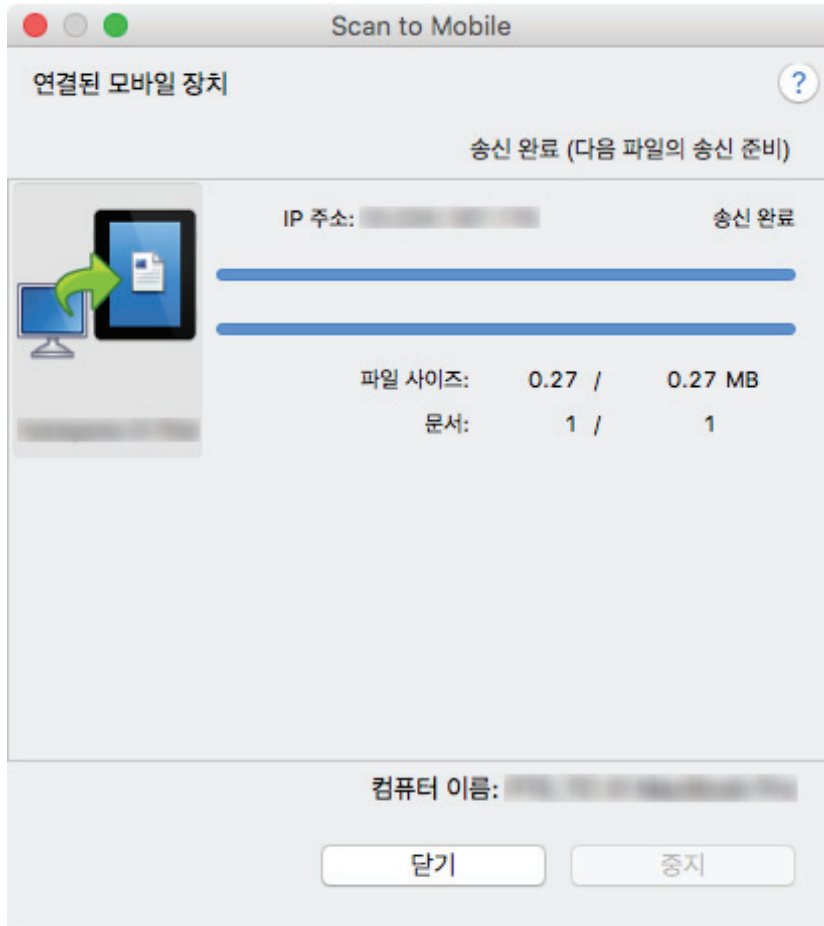 Scan to Mobile
연결된 모바일 장치
?
송신 완료 (다음 파일의 송신 준비)
IP 주소: 송신 완료
파일 사이즈: 0.27 / 0.27 MB
문서: 1 / 1
컴퓨터 이름:
닫기 중지